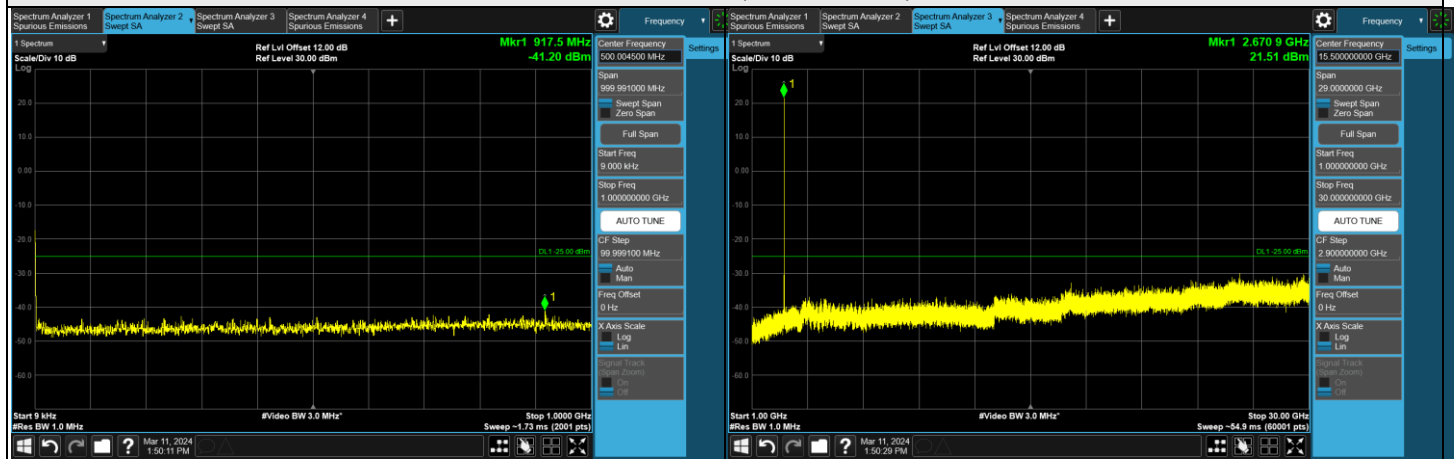 Spectrum Analyzer 1
Spurious Emissions
Spectrum Analyzer 2
Swept SA
Spectrum Analyzer 3
Swept SA
Spectrum Analyzer 4
Spurious Emissions
Frequency
1 Spectrum
Scale/Div 10 dB
Log
Ref Lvl Offset 12.00 dB
Ref Level 30.00 dBm
Mkr1 917.5 MHz
-41.20 dBm
1
20.0
10.0
0.00
-10.0
-20.0
-30.0
-40.0
-50.0
-60.0
DL1 -25.00 dBm
Start 9 kHz
#Res BW 1.0 MHz
#Video BW 3.0 MHz*
Stop 1.0000 GHz
Sweep ~1.73 ms (2001 pts)
Center Frequency
500.004500 MHz
Span
999.991000 MHz
Swept Span
Zero Span
Full Span
Start Freq
9.000 kHz
Stop Freq
1.000000000 GHz
AUTO TUNE
CF Step
99.999100 MHz
Auto
Man
Freq Offset
0 Hz
X Axis Scale
Log
Lin
Signal Track
(Span Zoom)
On
Off
Settings
?
Mar 11, 2024
1:50:11 PM
Spectrum Analyzer 1
Spurious Emissions
Spectrum Analyzer 2
Swept SA
Spectrum Analyzer 3
Swept SA
Spectrum Analyzer 4
Spurious Emissions
Frequency
1 Spectrum
Scale/Div 10 dB
Log
Ref Lvl Offset 12.00 dB
Ref Level 30.00 dBm
Mkr1 2.670 9 GHz
21.51 dBm
1
20.0
10.0
0.00
-10.0
-20.0
-30.0
-40.0
-50.0
-60.0
DL1 -25.00 dBm
Start 1.00 GHz
#Res BW 1.0 MHz
#Video BW 3.0 MHz*
Stop 30.00 GHz
Sweep ~54.9 ms (60001 pts)
Center Frequency
15.500000000 GHz
Span
29.0000000 GHz
Swept Span
Zero Span
Full Span
Start Freq
1.000000000 GHz
Stop Freq
30.000000000 GHz
AUTO TUNE
CF Step
2.900000000 GHz
Auto
Man
Freq Offset
0 Hz
X Axis Scale
Log
Lin
Signal Track
(Span Zoom)
On
Off
Settings
?
Mar 11, 2024
1:50:29 PM